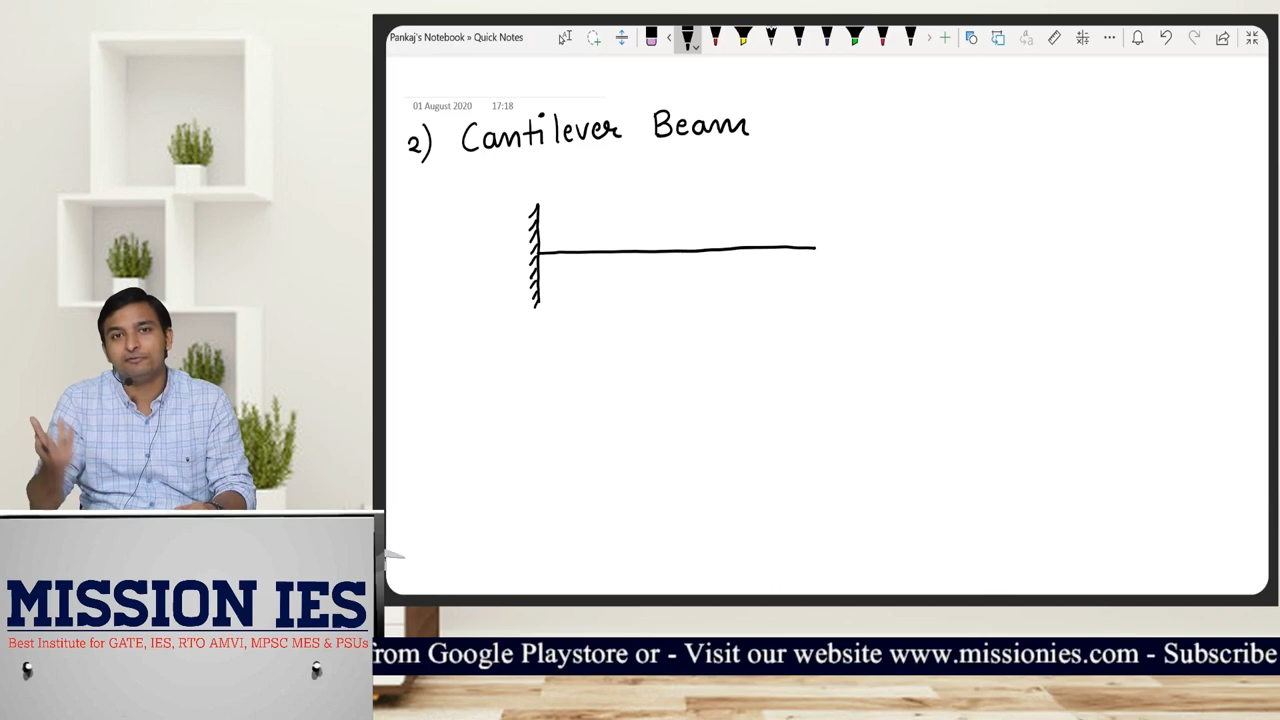 Pankaj's Notebook » Quick Notes
01 August 2020 17:18
2) Cantilever Beam
MISSION IES
Best Institute for GATE, IES, RTO AMVI, MPSC MES & PSUs
from Google Playstore or - Visit our website www.missionies.com - Subscribe